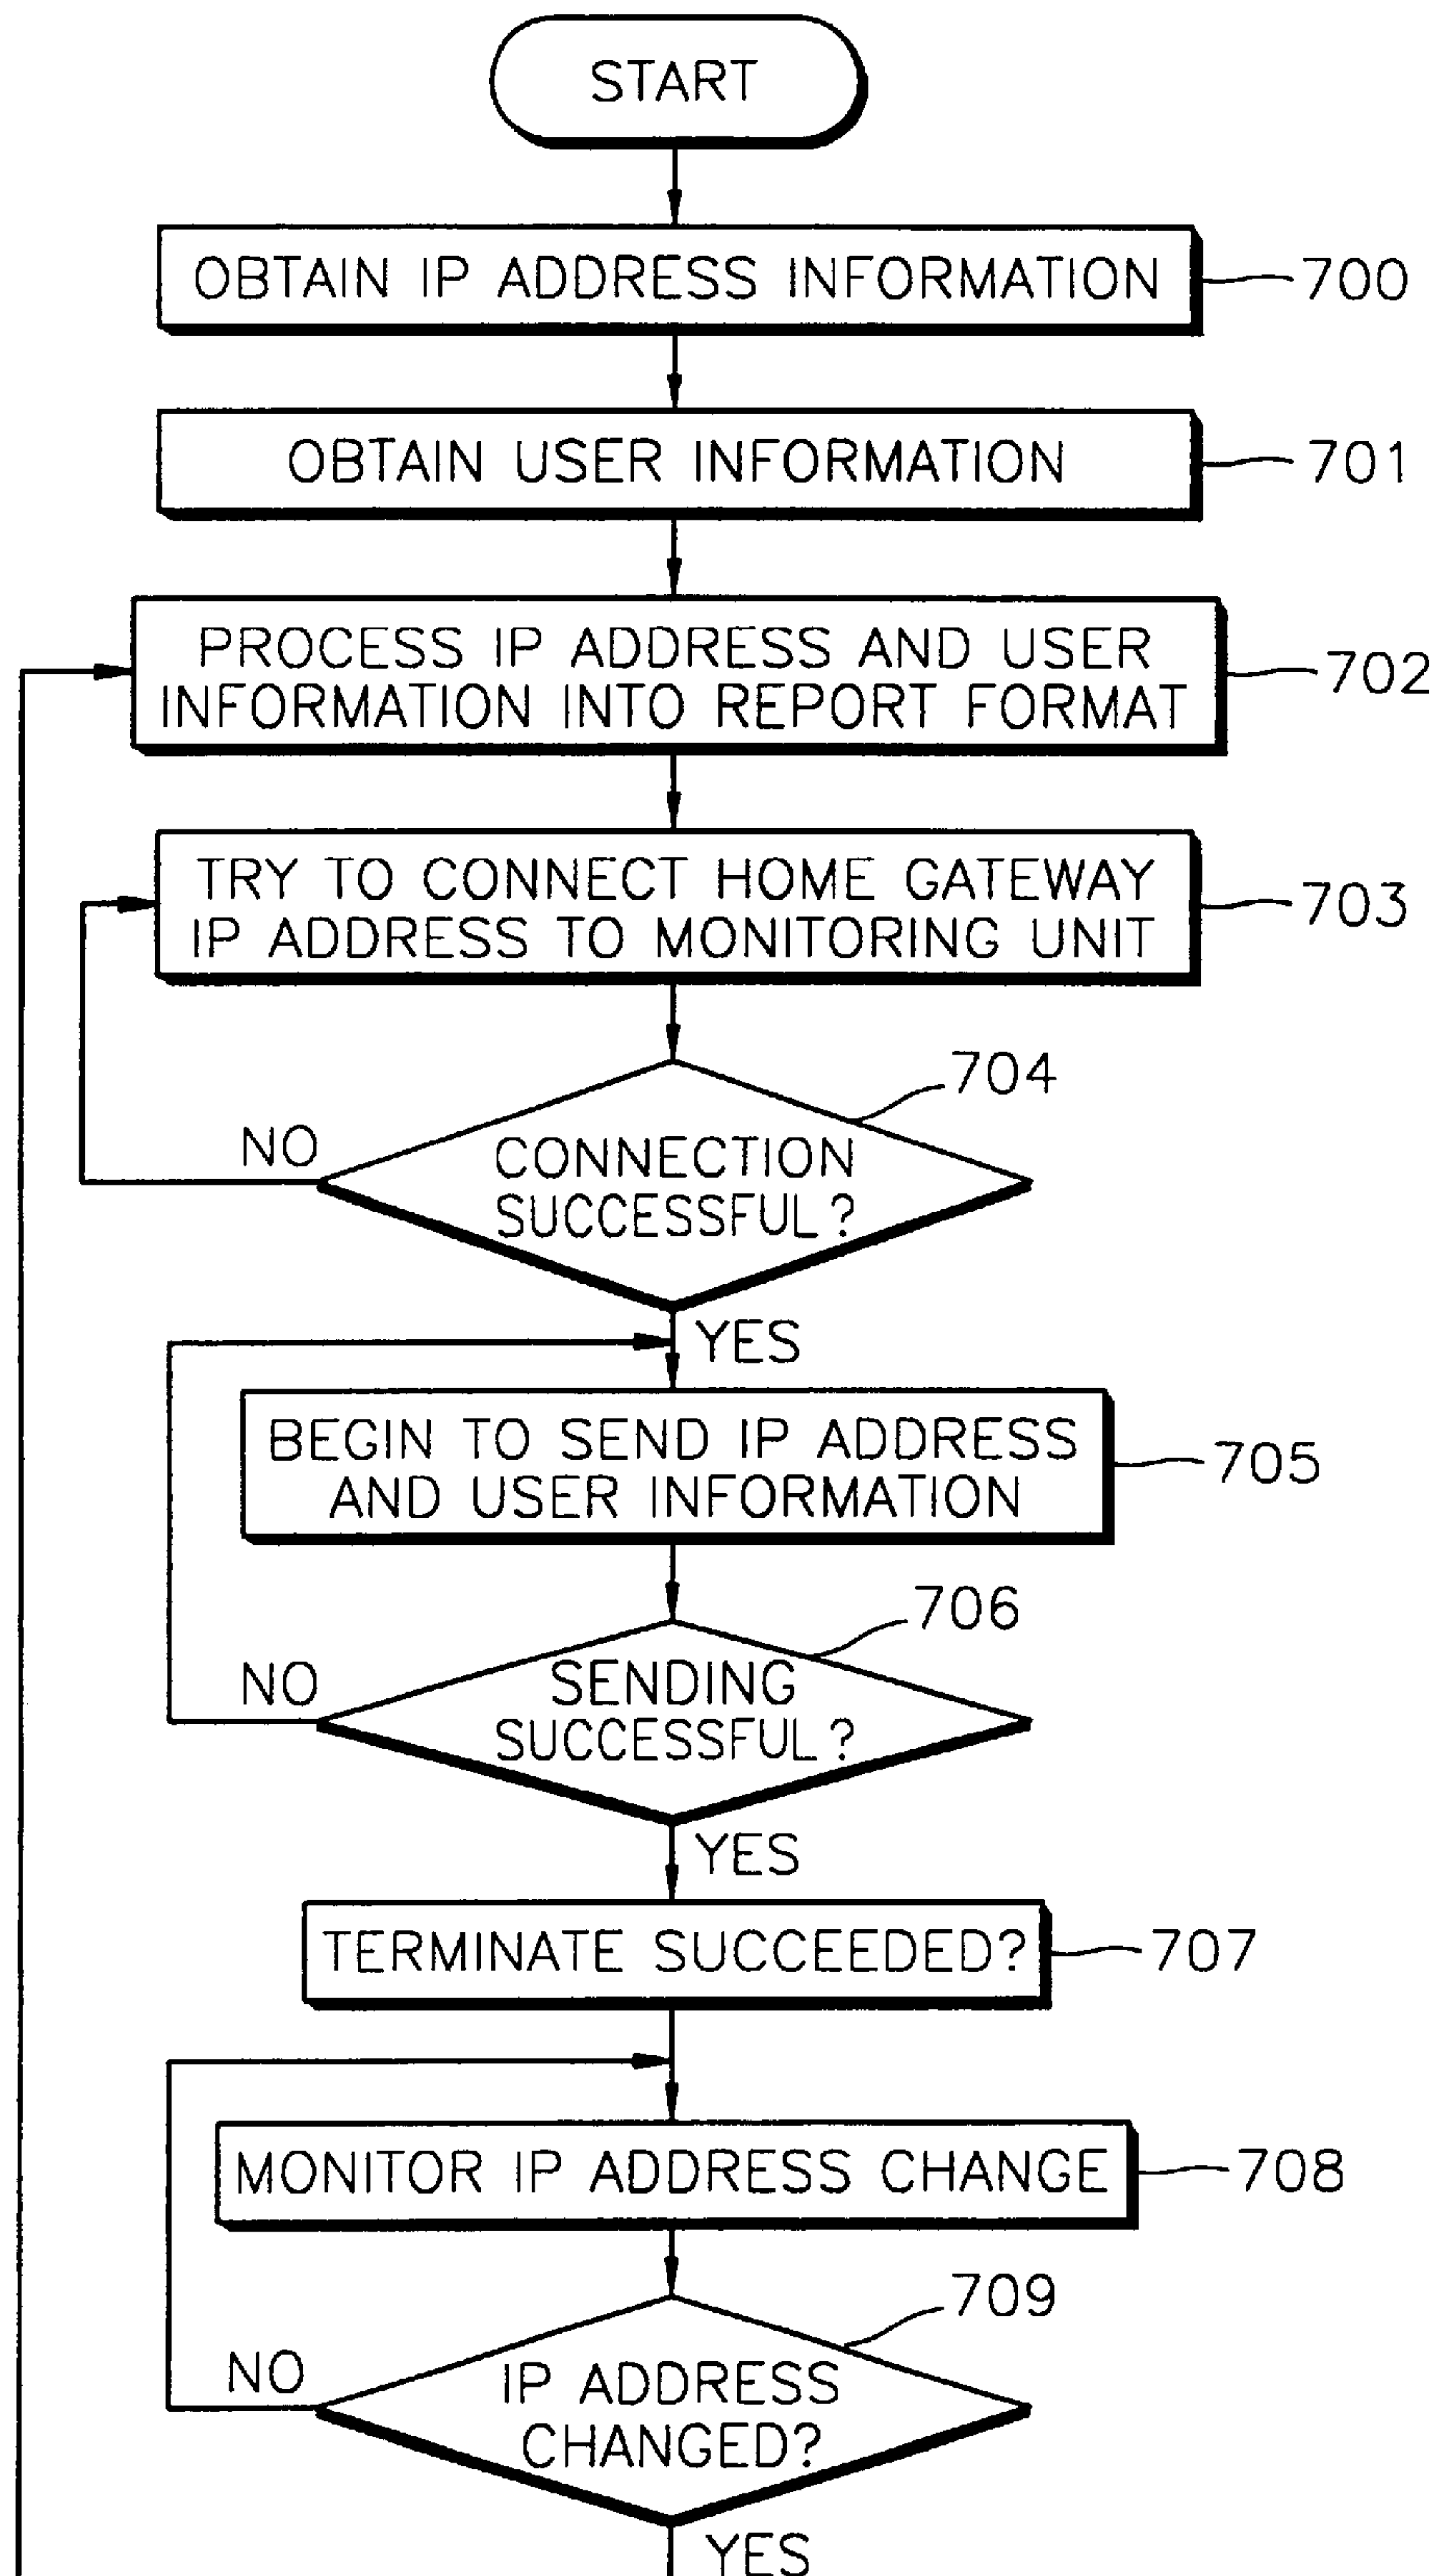 START
OBTAIN IP ADDRESS INFORMATION
700
OBTAIN USER INFORMATION
701
PROCESS IP ADDRESS AND USER
INFORMATION INTO REPORT FORMAT
702
TRY TO CONNECT HOME GATEWAY
IP ADDRESS TO MONITORING UNIT
703
704
NO
CONNECTION
SUCCESSFUL?
YES
BEGIN TO SEND IP ADDRESS
AND USER INFORMATION
705
706
NO
SENDING
SUCCESSFUL?
YES
TERMINATE SUCCEEDED?
707
MONITOR IP ADDRESS CHANGE
708
709
NO
IP ADDRESS
CHANGED?
YES